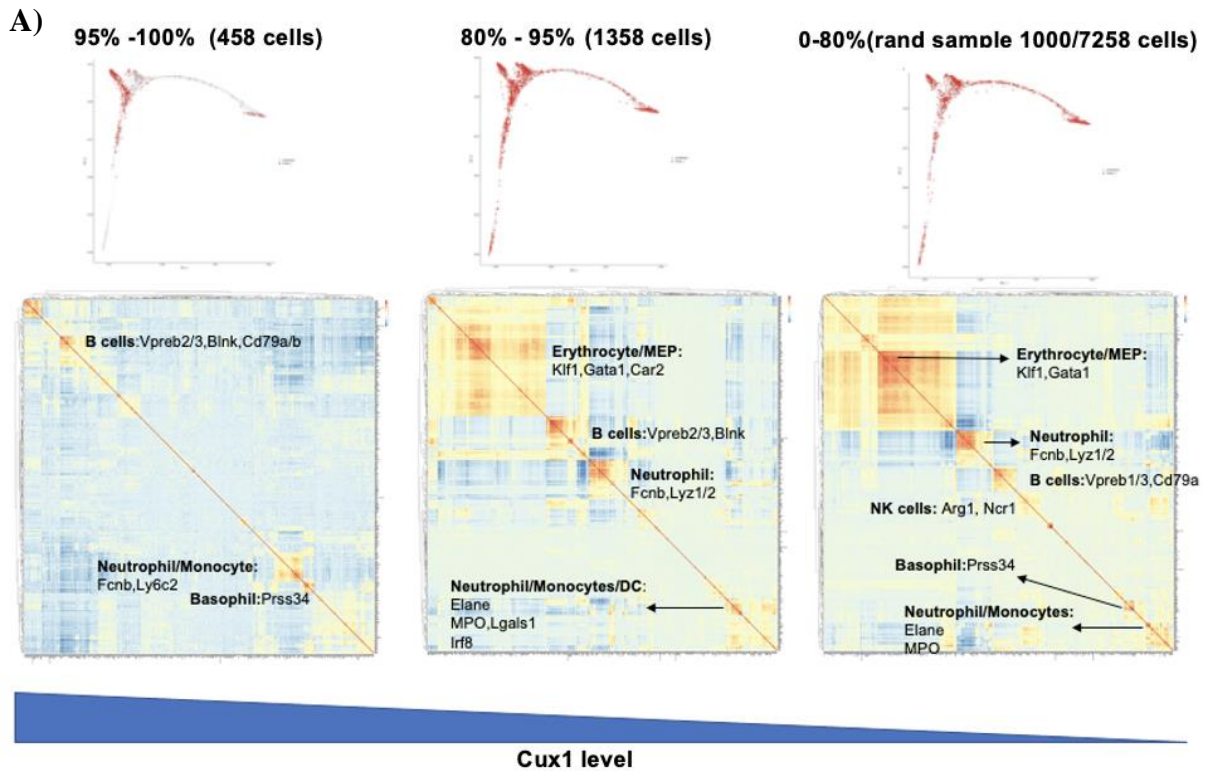 A)
95% -100% (458 cells)
80% - 95% (1358 cells)
0-80%(rand sample 1000/7258 cells)
B cells:Vpreb2/3,Blnk,Cd79a/b
Neutrophil/Monocyte:
Fcnb,Ly6c2
Basophil:Prss34
Erythrocyte/MEP:
Klf1,Gata1,Car2
B cells:Vpreb2/3,Blnk
Neutrophil:
Fcnb,Lyz1/2
Neutrophil/Monocytes/DC:
Elane
MPO,Lgals1
Irf8
Erythrocyte/MEP:
Klf1,Gata1
Neutrophil:
Fcnb,Lyz1/2
B cells:Vpreb1/3,Cd79a
NK cells: Arg1, Ncr1
Basophil:Prss34
Neutrophil/Monocytes:
Elane
MPO
Cux1 level